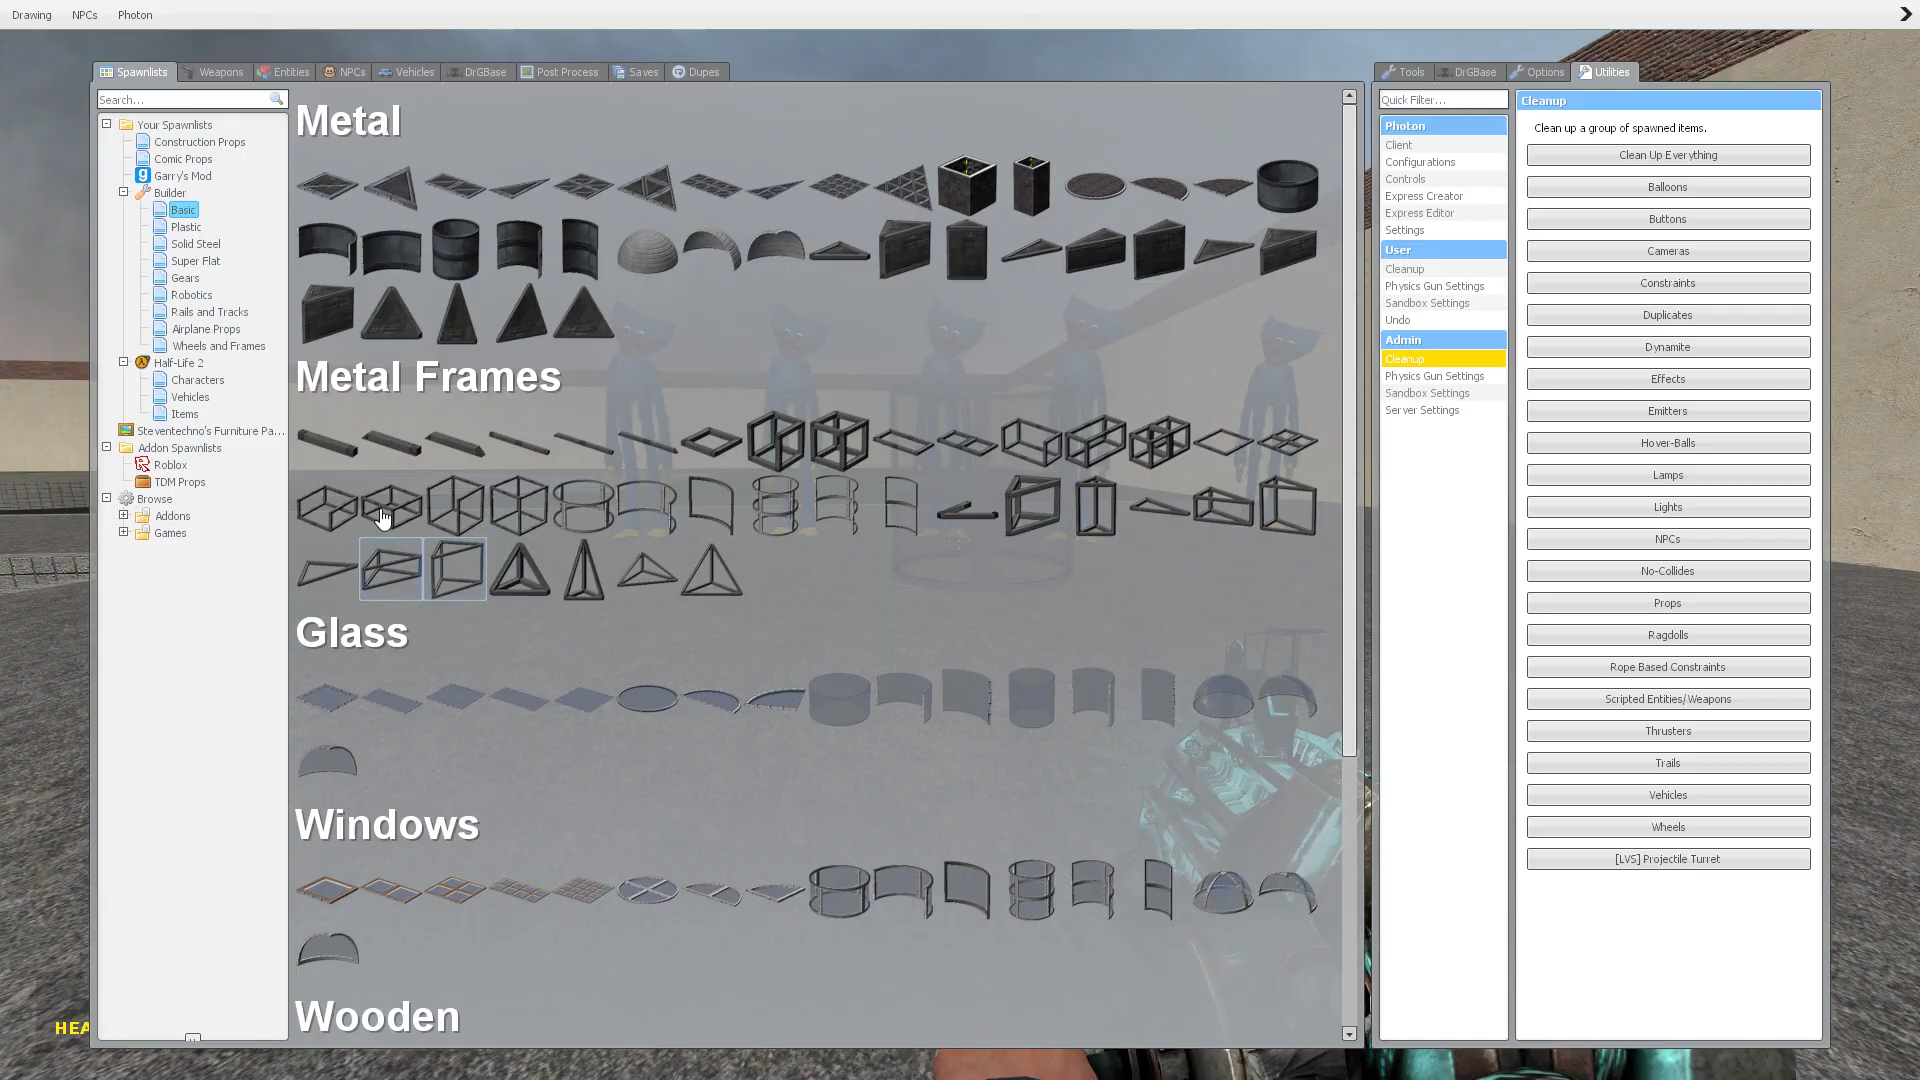 Drawing NPCs Photon
Spawnlists Weapons Entities NPCs Vehicles DrGBase Post Process Saves Dupes
Search...
Your Spawnlists
Construction Props
Comic Props
Garry's Mod
Builder
Basic
Plastic
Solid Steel
Super Flat
Gears
Robotics
Rails and Tracks
Airplane Props
Wheels and Frames
Half-Life 2
Characters
Vehicles
Items
Steventechno's Furniture Pa...
Addon Spawnlists
Roblox
TDM Props
Browse
Addons
Games
Metal
Metal Frames
Glass
Windows
Wooden
HEA
Tools DrGBase Options Utilities
Quick Filter...
Photon
Client
Configurations
Controls
Express Creator
Express Editor
Settings
User
Cleanup
Physics Gun Settings
Sandbox Settings
Undo
Admin
Cleanup
Physics Gun Settings
Sandbox Settings
Server Settings
Cleanup
Clean up a group of spawned items.
Clean Up Everything
Balloons
Buttons
Cameras
Constraints
Duplicates
Dynamite
Effects
Emitters
Hover-Balls
Lamps
Lights
NPCs
No-Collides
Props
Ragdolls
Rope Based Constraints
Scripted Entities/Weapons
Thrusters
Trails
Vehicles
Wheels
[LVS] Projectile Turret